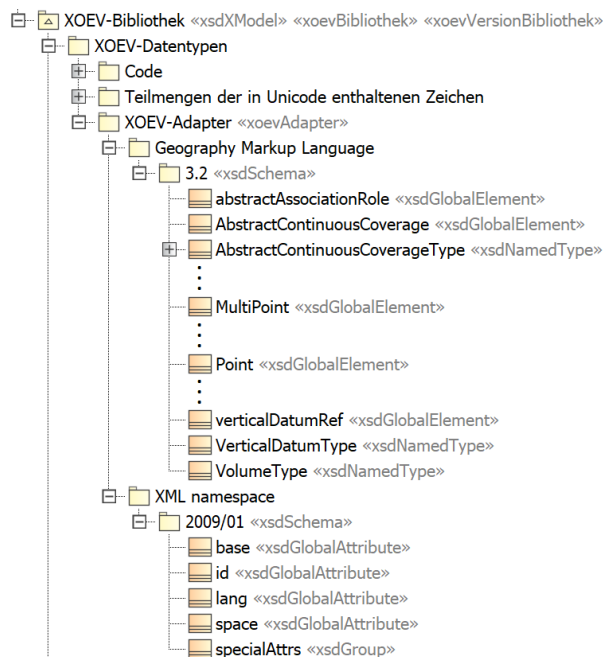 XOEV-Bibliothek «xsdXModel» «xoevBibliothek» «xoevVersionBibliothek»
XOEV-Datentypen
Code
Teilmengen der in Unicode enthaltenen Zeichen
XOEV-Adapter «xoevAdapter»
Geography Markup Language
3.2 «xsdSchema»
abstractAssociationRole «xsdGlobalElement»
AbstractContinuousCoverage «xsdGlobalElement»
AbstractContinuousCoverageType «xsdNamedType»
MultiPoint «xsdGlobalElement»
Point «xsdGlobalElement»
verticalDatumRef «xsdGlobalElement»
VerticalDatumType «xsdNamedType»
VolumeType «xsdNamedType»
XML namespace
2009/01 «xsdSchema»
base «xsdGlobalAttribute»
id «xsdGlobalAttribute»
lang «xsdGlobalAttribute»
space «xsdGlobalAttribute»
specialAttrs «xsdGroup»